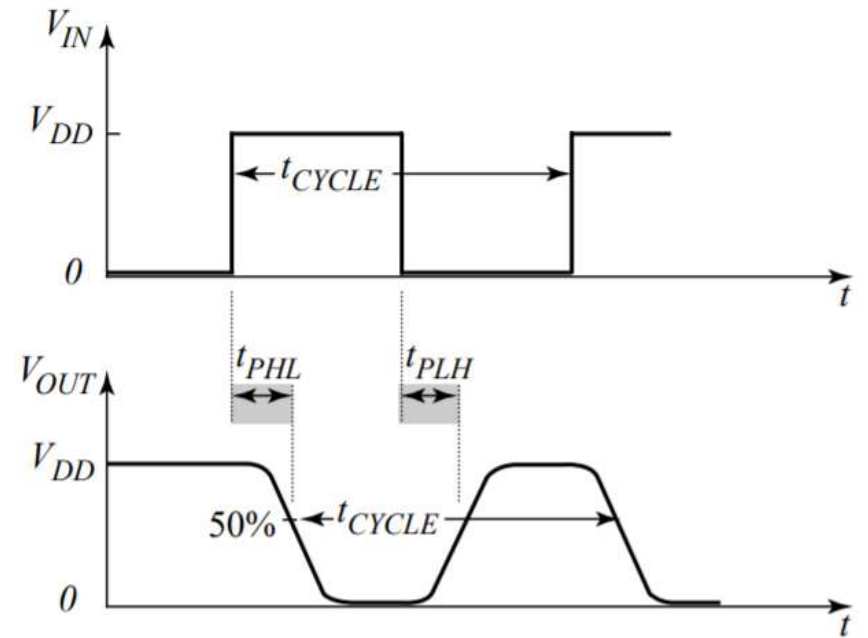 V_IN
V_DD
t_CYCLE
0
t
t_PHL
t_PLH
V_OUT
V_DD
50%
t_CYCLE
0
t